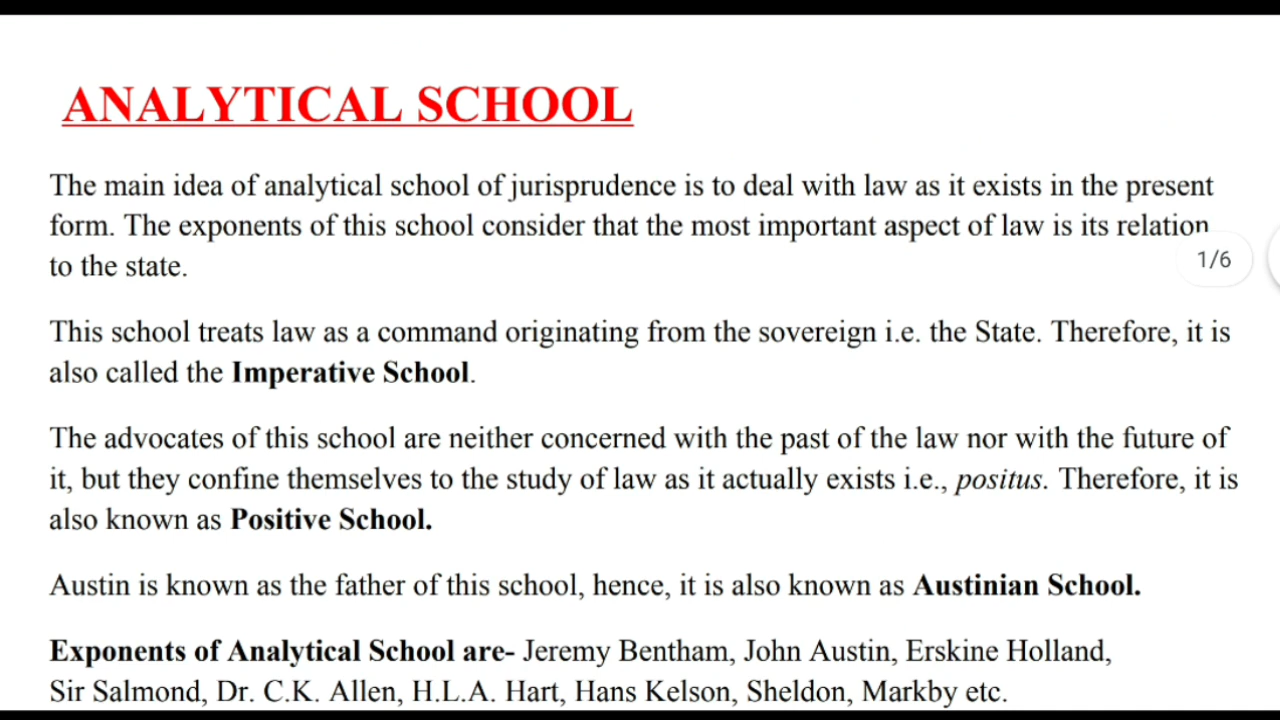 ANALYTICAL SCHOOL
The main idea of analytical school of jurisprudence is to deal with law as it exists in the present
form. The exponents of this school consider that the most important aspect of law is its relation
to the state.
1/6
This school treats law as a command originating from the sovereign i.e. the State. Therefore, it is
also called the Imperative School.
The advocates of this school are neither concerned with the past of the law nor with the future of
it, but they confine themselves to the study of law as it actually exists i.e., positus. Therefore, it is
also known as Positive School.
Austin is known as the father of this school, hence, it is also known as Austinian School.
Exponents of Analytical School are- Jeremy Bentham, John Austin, Erskine Holland,
Sir Salmond, Dr. C.K. Allen, H.L.A. Hart, Hans Kelson, Sheldon, Markby etc.